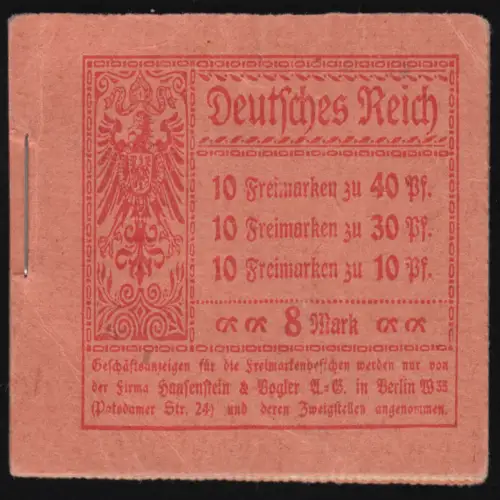 Deutsches Reich
10 Freimarken zu 40 Pf.
10 Freimarken zu 30 Pf.
10 Freimarken zu 10 Pf.
8 Mark
Geschäftsanzeigen für die Freimarkenheftchen werden nur von
der Firma Haasenstein & Vogler A.=G. in Berlin W 35
(Potsdamer Str. 24) und deren Zweigstellen angenommen.